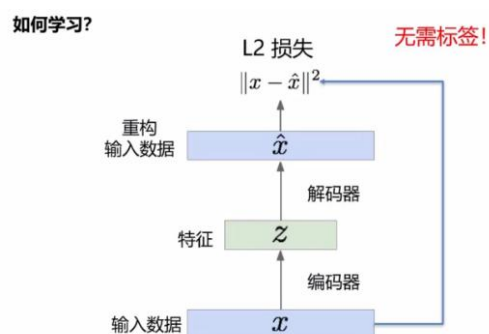 如何学习?
无需标签!
L2 损失
‖x − x̂‖²
重构
输入数据
x̂
解码器
特征
z
编码器
输入数据
x